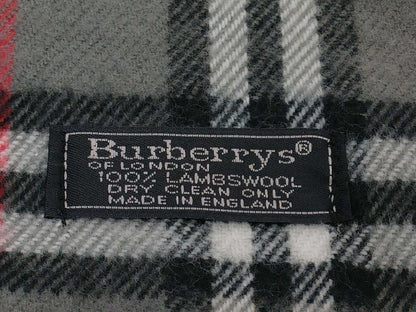 Burberrys®
OF LONDON
100% LAMBSWOOL
DRY CLEAN ONLY
MADE IN ENGLAND